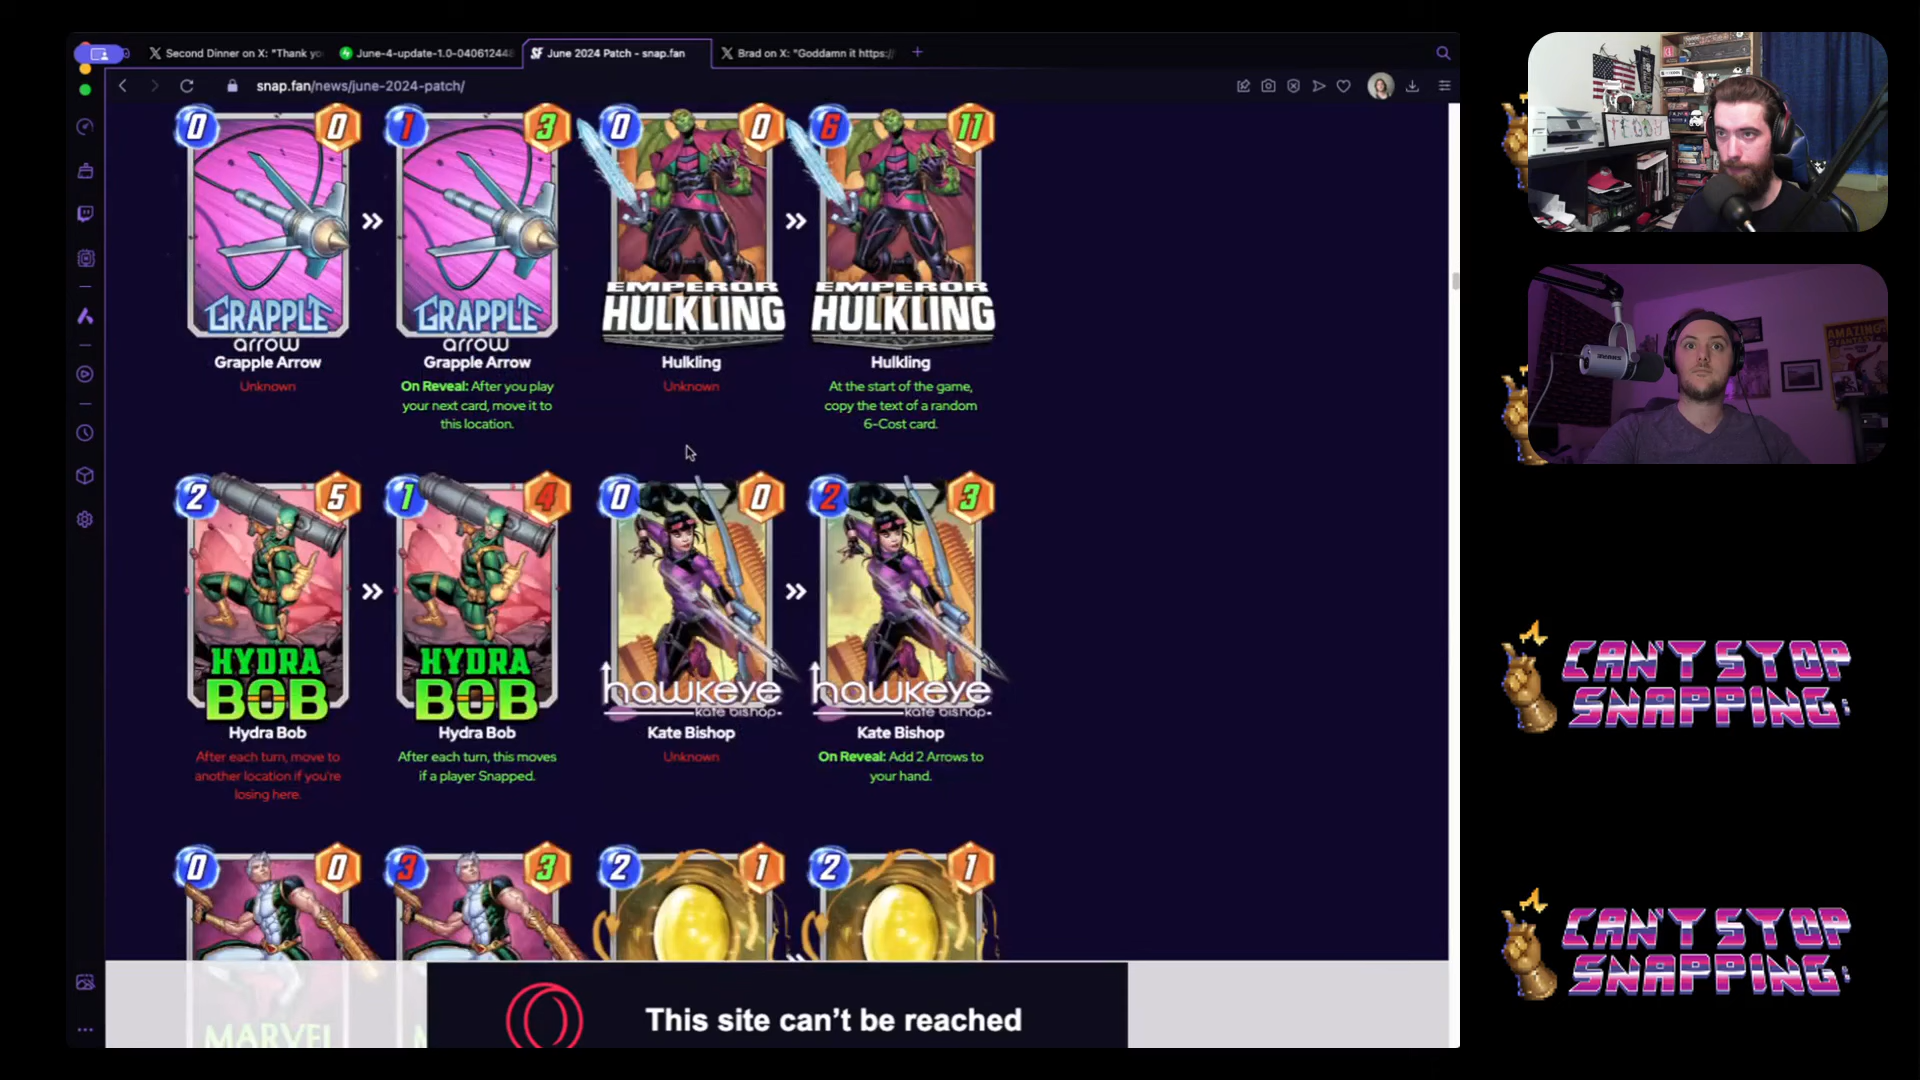 Second Dinner on X: "Thank yo
June-4-update-1.0-04061244
SF June 2024 Patch - snap.fan
X Brad on X: "Goddamn it https:/
snap.fan/news/june-2024-patch/
0 0 1 3 0 0 6 11
GRAPPLE
arrow
GRAPPLE
arrow
EMPEROR
HULKLING
EMPEROR
HULKLING
Grapple Arrow
Grapple Arrow
Hulkling
Hulkling
Unknown
On Reveal: After you play
your next card, move it to
this location.
Unknown
At the start of the game,
copy the text of a random
6-Cost card.
2 5 1 4 0 0 2 3
HYDRA
BOB
HYDRA
BOB
hawkeye
kate bishop
hawkeye
kate bishop
Hydra Bob
Hydra Bob
Kate Bishop
Kate Bishop
After each turn, move to
another location if you're
losing here.
After each turn, this moves
if a player Snapped.
Unknown
On Reveal: Add 2 Arrows to
your hand.
0 0 3 3 2 1 2 1
MARVEL
This site can't be reached
CAN'T STOP
SNAPPING:
CAN'T STOP
SNAPPING: